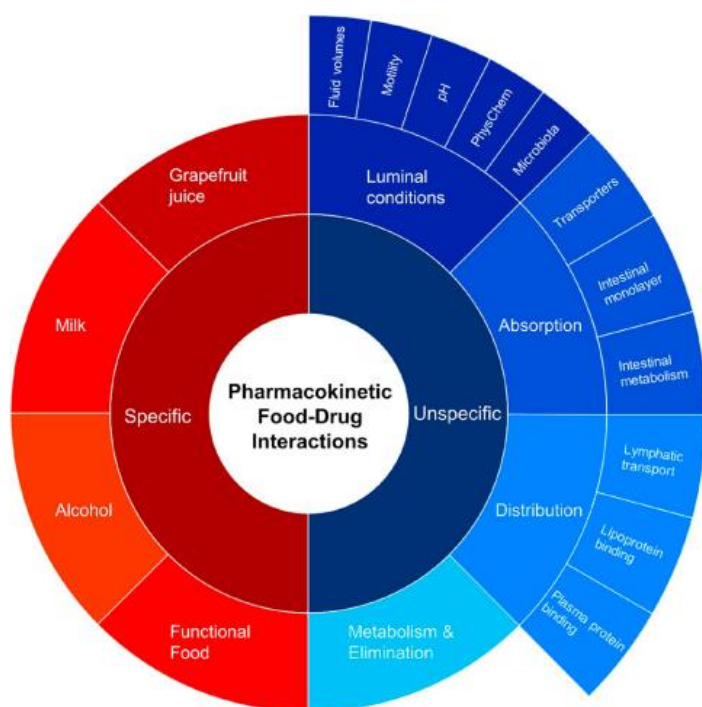 Fluid volumes
Motility
pH
PhysChem
Microbiota
Grapefruit
juice
Luminal
conditions
Transporters
Intestinal
monolayer
Milk
Absorption
Intestinal
metabolism
Pharmacokinetic
Food-Drug
Interactions
Specific
Unspecific
Lymphatic
transport
Alcohol
Distribution
Lipoprotein
binding
Plasma protein
binding
Functional
Food
Metabolism &
Elimination